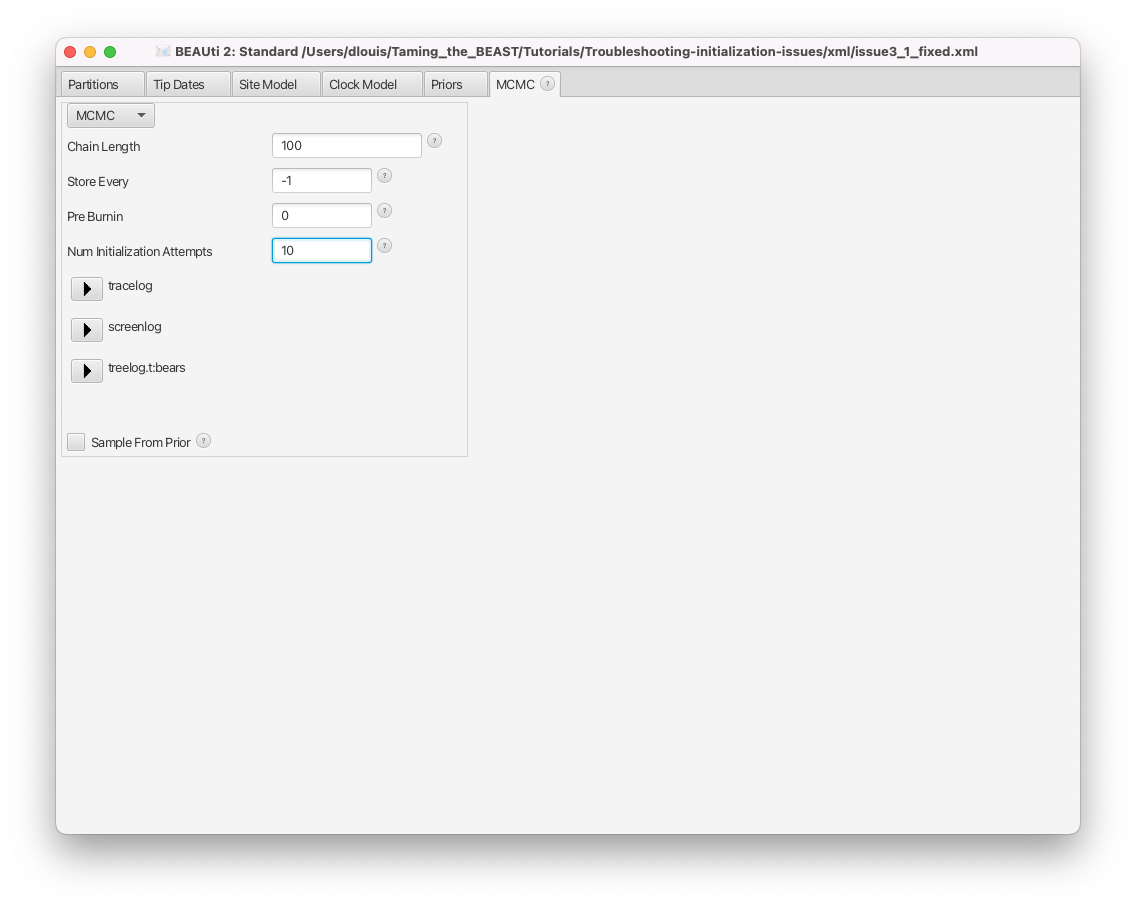 BEAUti 2: Standard /Users/dlouis/Taming_the_BEAST/Tutorials/Troubleshooting-initialization-issues/xml/issue3_1_fixed.xml
Partitions Tip Dates Site Model Clock Model Priors MCMC ?
MCMC
Chain Length 100 ?
Store Every -1 ?
Pre Burnin 0 ?
Num Initialization Attempts 10 ?
tracelog
screenlog
treelog.t:bears
Sample From Prior ?